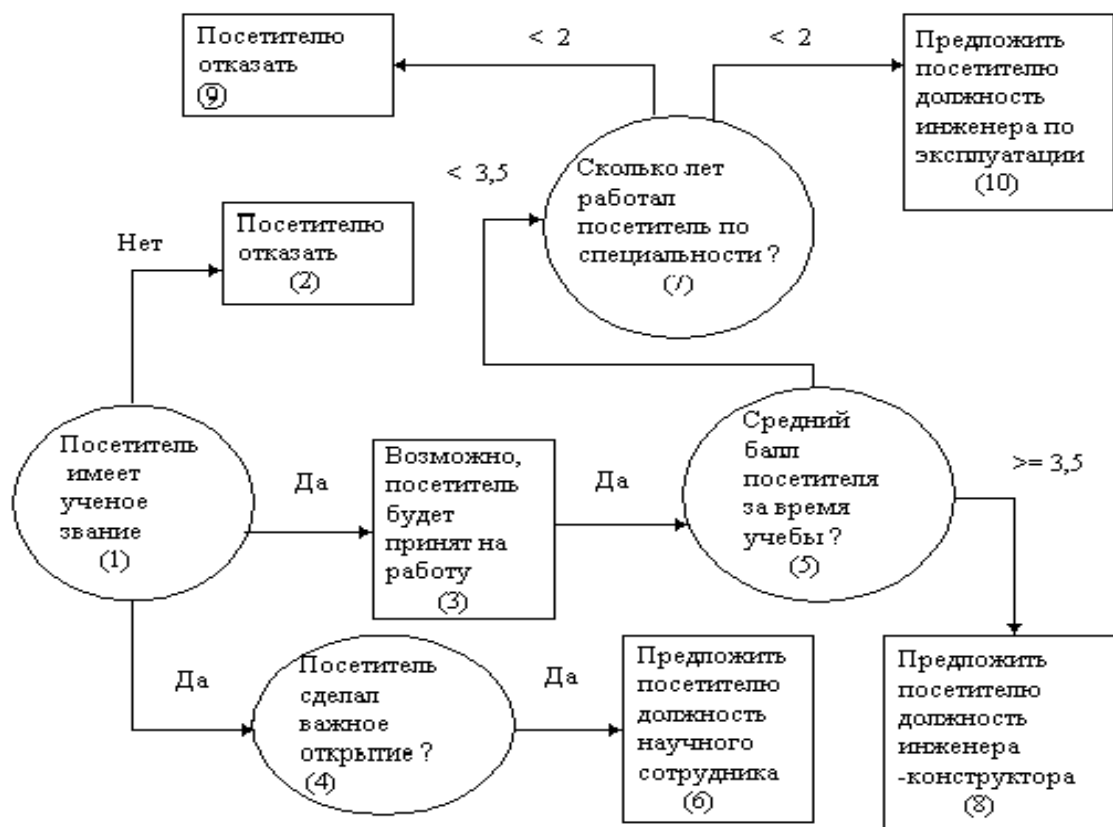 Посетителю
отказать
(9)
< 2
< 2
Предложить
посетителю
должность
инженера по
эксплуатации
(10)
< 3,5
Сколько лет
работал
посетитель по
специальности ?
(7)
Нет
Посетителю
отказать
(2)
Посетитель
имеет
ученое
звание
(1)
Да
Возможно,
посетитель
будет
принят на
работу
(3)
Да
Средний
балл
посетителя
за время
учебы ?
(5)
>= 3,5
Да
Посетитель
сделал
важное
открытие ?
(4)
Да
Предложить
посетителю
должность
научного
сотрудника
(6)
Предложить
посетителю
должность
инженера
-конструктора
(8)